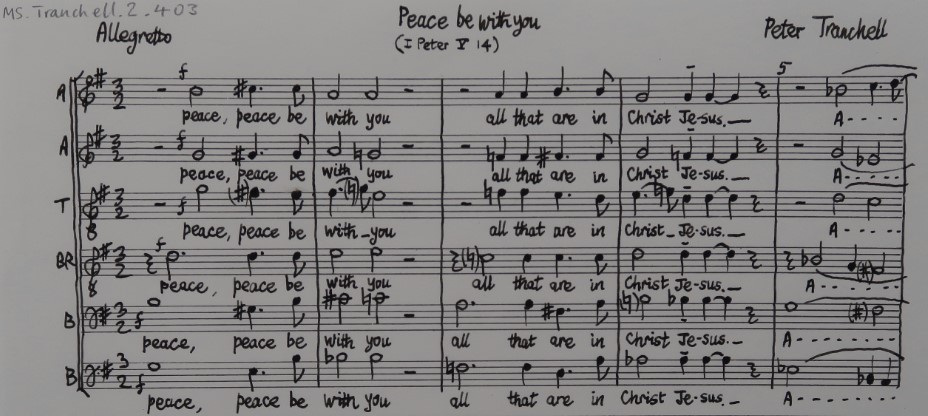 MS. Tranchell. 2. 403
Peace be with you
Allegretto
(I Peter V 14)
Peter Tranchell
5
A f
peace, peace be with you all that are in Christ Je-sus.— A - - - -
A f
peace, peace be with you all that are in Christ Je-sus.— A - - - - -
T f
8
peace, peace be with—you all that are in Christ—Je-sus.— A - - - - -
BR f
8
peace, peace be with you all that are in Christ Je-sus.— A - - - - -
B f
peace, peace be with you all that are in Christ Je-sus.— A - - - - - -
B f
peace, peace be with you all that are in Christ Je-sus.— A - - - - - -